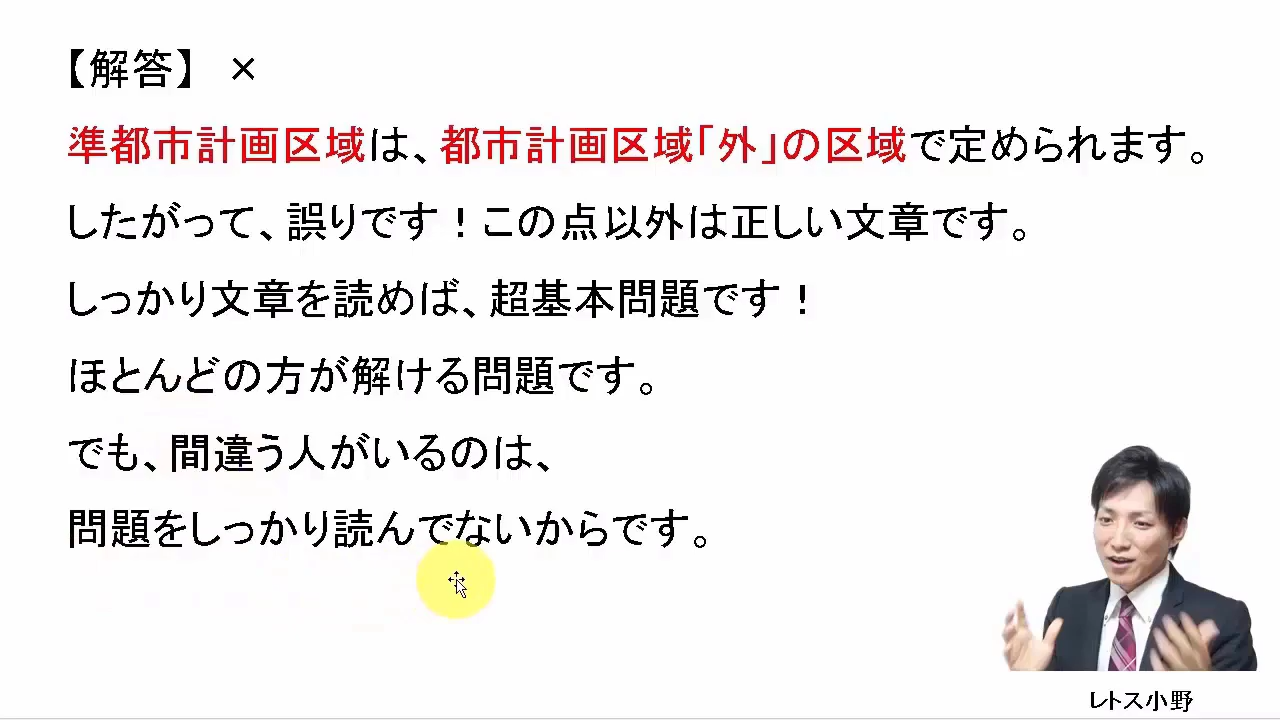 【解答】 ×
準都市計画区域は、都市計画区域「外」の区域で定められます。
したがって、誤りです！この点以外は正しい文章です。
しっかり文章を読めば、超基本問題です！
ほとんどの方が解ける問題です。
でも、間違う人がいるのは、
問題をしっかり読んでないからです。
レトス小野